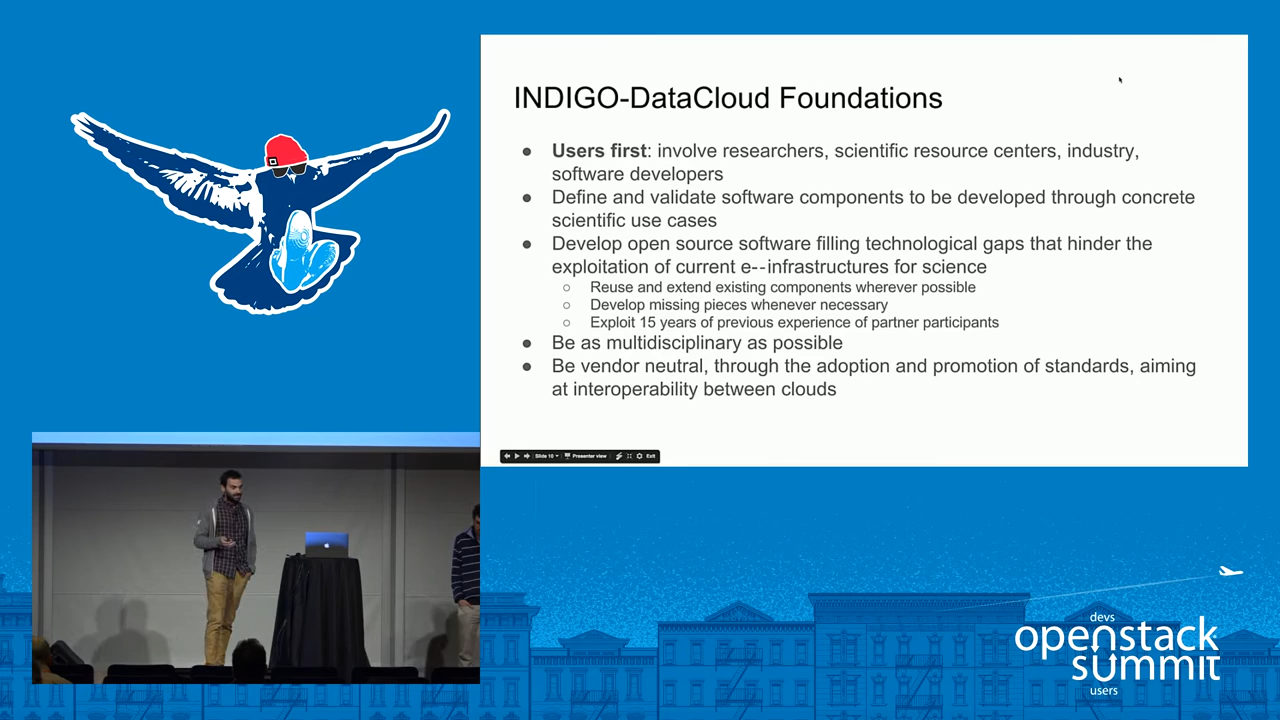 INDIGO-DataCloud Foundations
● Users first: involve researchers, scientific resource centers, industry,
software developers
● Define and validate software components to be developed through concrete
scientific use cases
● Develop open source software filling technological gaps that hinder the
exploitation of current e--infrastructures for science
○ Reuse and extend existing components wherever possible
○ Develop missing pieces whenever necessary
○ Exploit 15 years of previous experience of partner participants
● Be as multidisciplinary as possible
● Be vendor neutral, through the adoption and promotion of standards, aiming
at interoperability between clouds
Slide 10 Presenter view Exit
devs
openstack
summit
users